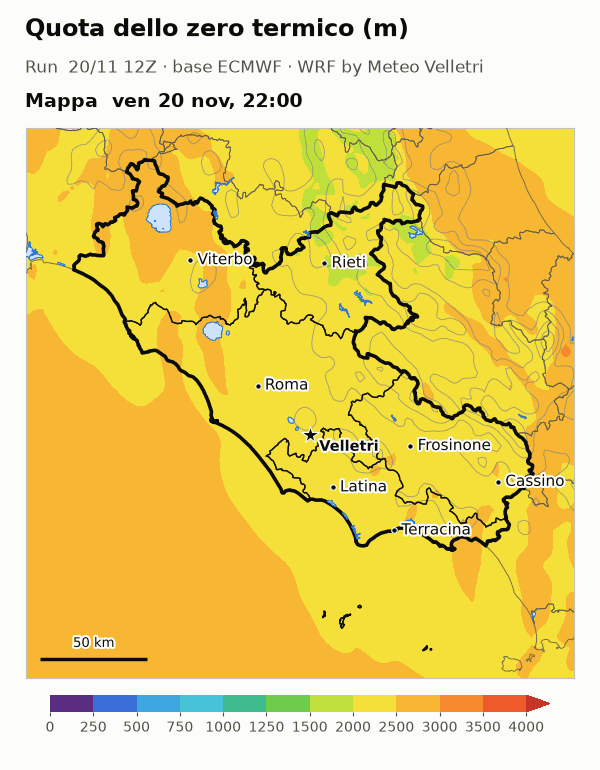 Quota dello zero termico (m)
Run 20/11 12Z · base ECMWF · WRF by Meteo Velletri
Mappa ven 20 nov, 22:00
Viterbo
Rieti
Roma
Velletri
Frosinone
Latina
Cassino
Terracina
50 km
0 250 500 750 1000 1250 1500 2000 2500 3000 3500 4000